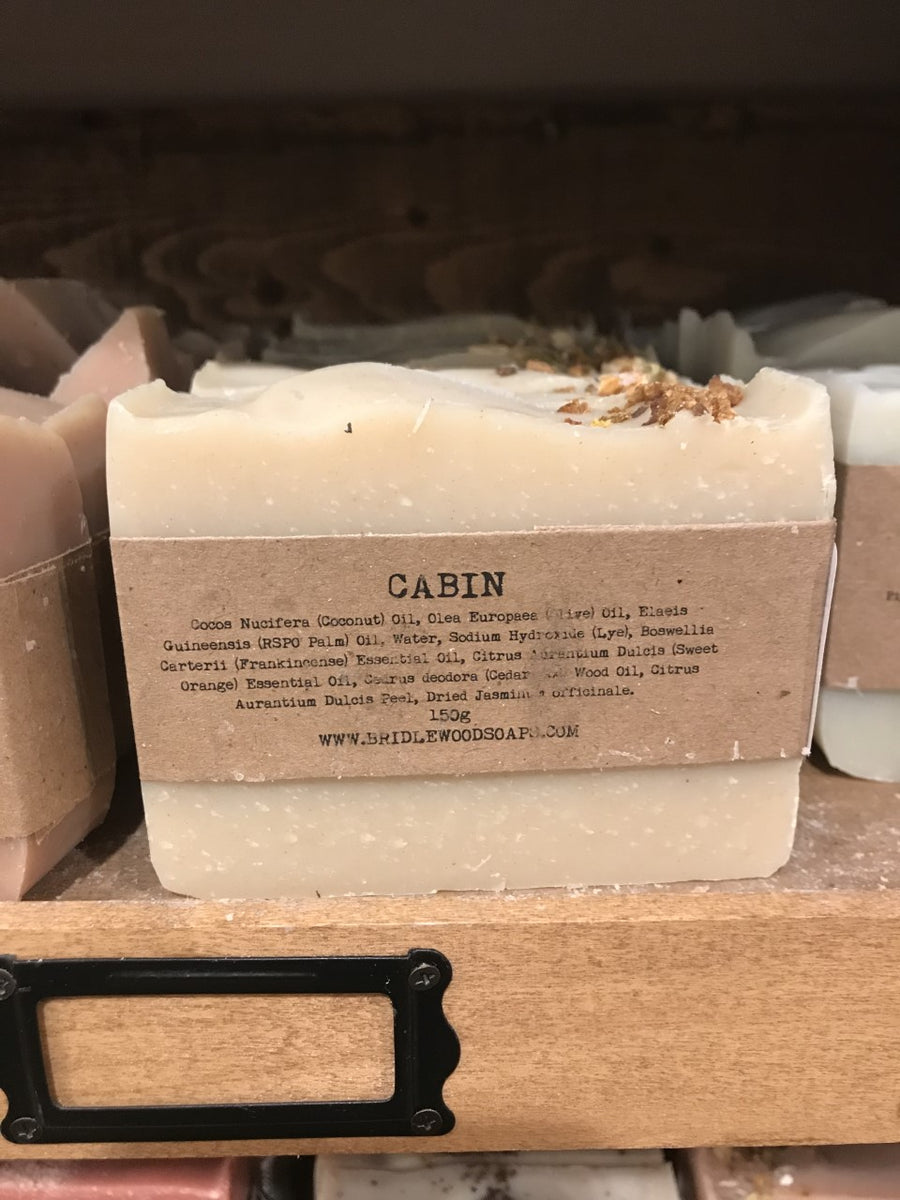 CABIN
Cocos Nucifera (Coconut) Oil, Olea Europaea Oil, Elaeis
Guineensis (RSPO Palm) Oil, Water, Sodium Hydroxide (Lye), Boswellia
Carterii (Frankincense) Essential Oil, Citrus Aurantium Dulcis (Sweet
Orange) Essential Oil, Cedrus deodora (Cedar Wood Oil, Citrus
Aurantium Dulcis Peel, Dried Jasminum officinale.
150g
WWW.BRIDLEWOODSOAPS.COM